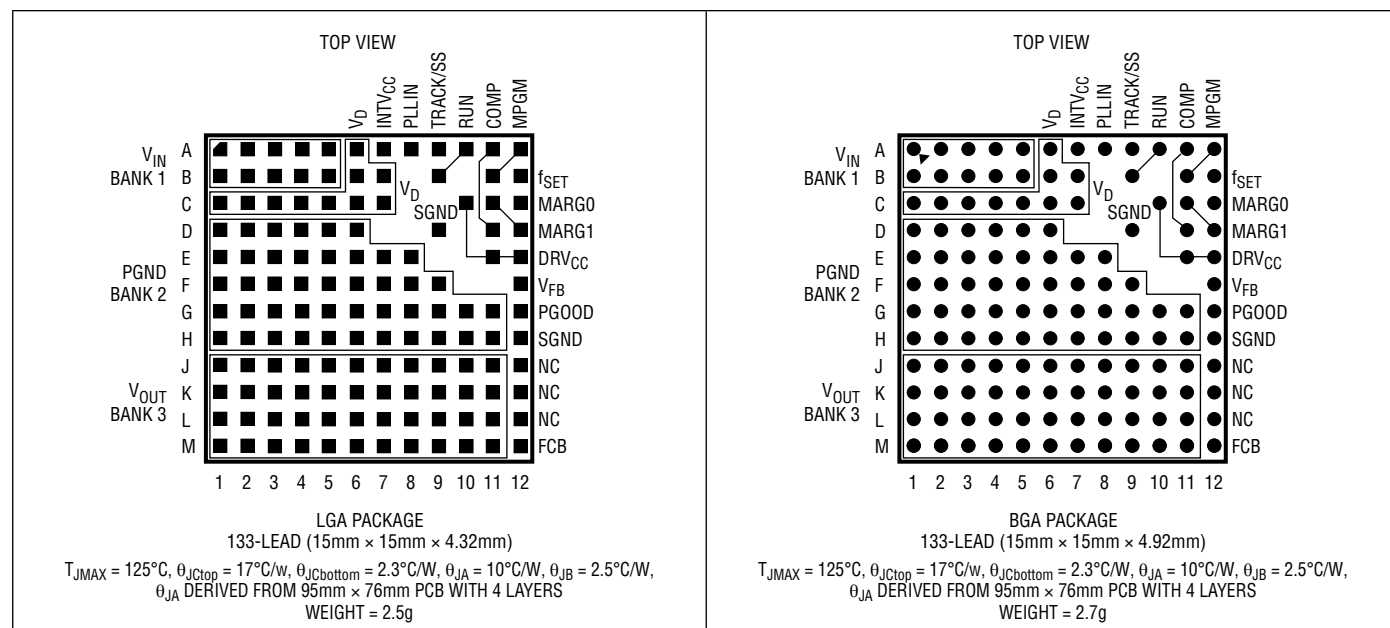 TOP VIEW
V_D INTV_CC PLLIN TRACK/SS RUN COMP MPGM
V_IN
BANK 1
PGND
BANK 2
V_OUT
BANK 3
A
B
C
D
E
F
G
H
J
K
L
M
V_D
SGND
f_SET
MARG0
MARG1
DRV_CC
V_FB
PGOOD
SGND
NC
NC
NC
FCB
1 2 3 4 5 6 7 8 9 10 11 12
LGA PACKAGE
133-LEAD (15mm × 15mm × 4.32mm)
T_JMAX = 125°C, θ_JCtop = 17°C/w, θ_JCbottom = 2.3°C/W, θ_JA = 10°C/W, θ_JB = 2.5°C/W,
θ_JA DERIVED FROM 95mm × 76mm PCB WITH 4 LAYERS
WEIGHT = 2.5g
TOP VIEW
V_D INTV_CC PLLIN TRACK/SS RUN COMP MPGM
V_IN
BANK 1
PGND
BANK 2
V_OUT
BANK 3
A
B
C
D
E
F
G
H
J
K
L
M
V_D
SGND
f_SET
MARG0
MARG1
DRV_CC
V_FB
PGOOD
SGND
NC
NC
NC
FCB
1 2 3 4 5 6 7 8 9 10 11 12
BGA PACKAGE
133-LEAD (15mm × 15mm × 4.92mm)
T_JMAX = 125°C, θ_JCtop = 17°C/W, θ_JCbottom = 2.3°C/W, θ_JA = 10°C/W, θ_JB = 2.5°C/W,
θ_JA DERIVED FROM 95mm × 76mm PCB WITH 4 LAYERS
WEIGHT = 2.7g